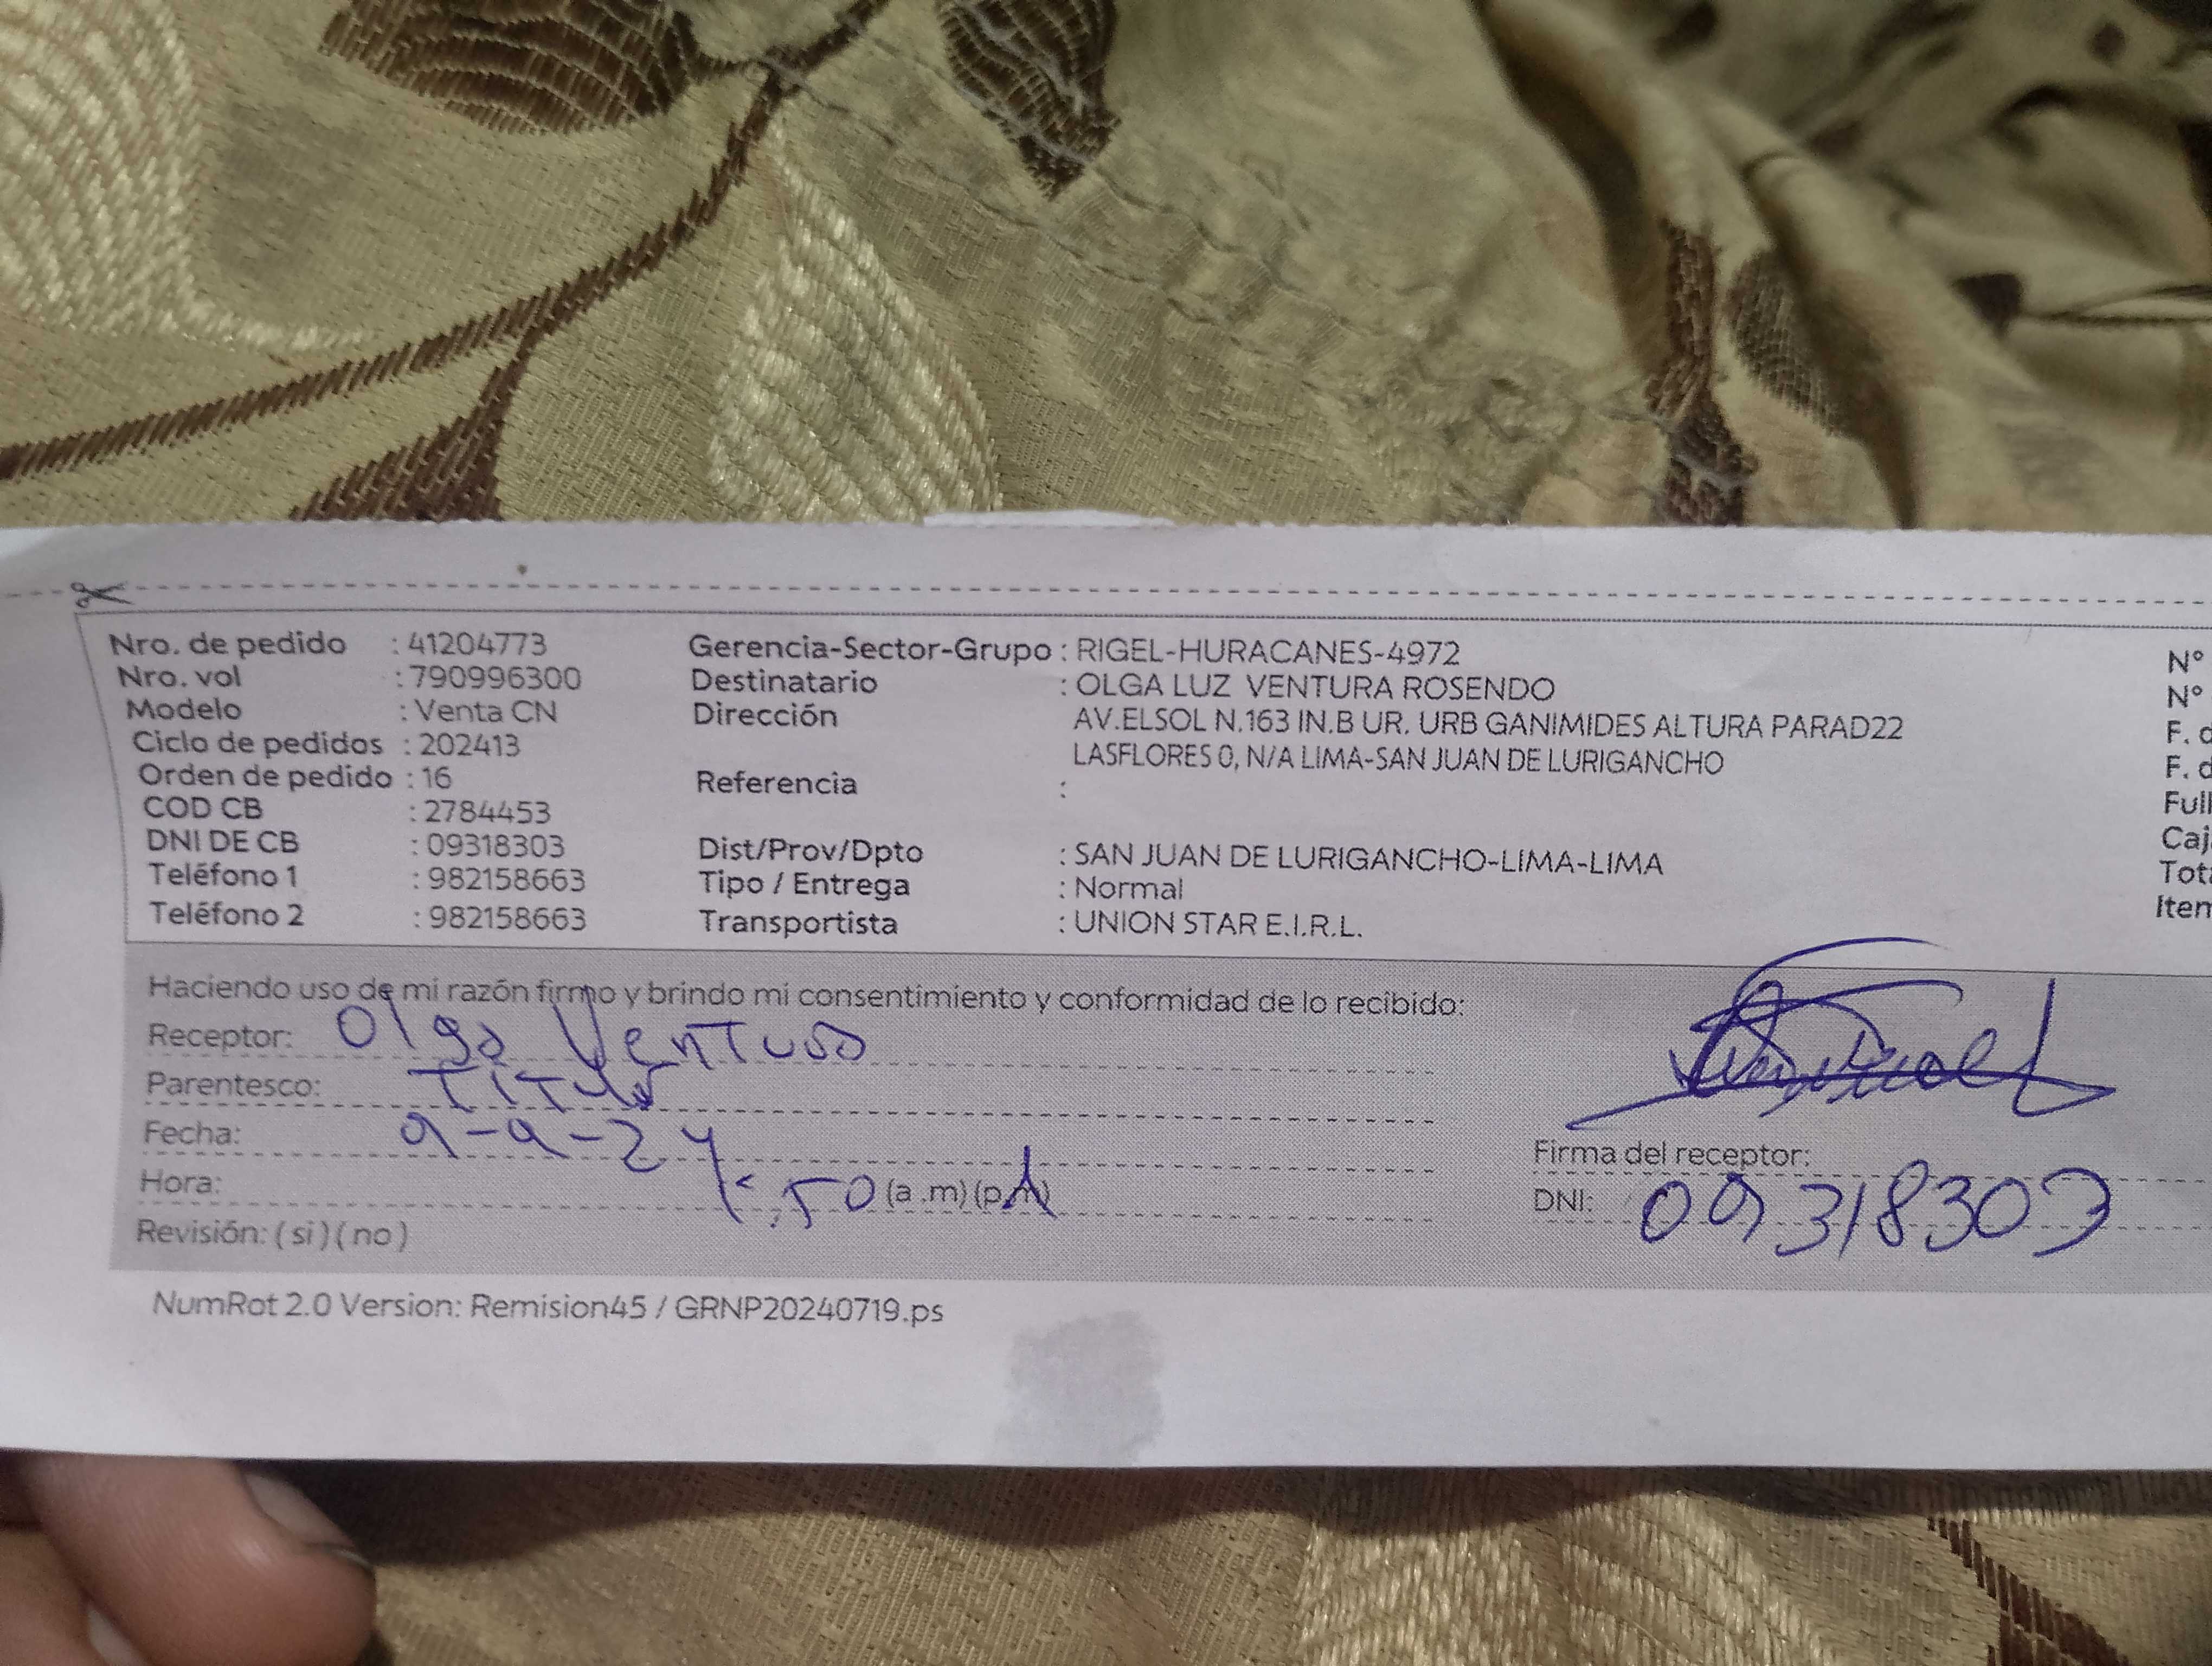 Nro. de pedido : 41204773
Nro. vol : 790996300
Modelo : Venta CN
Ciclo de pedidos : 202413
Orden de pedido : 16
COD CB : 2784453
DNI DE CB : 09318303
Teléfono 1 : 982158663
Teléfono 2 : 982158663
Gerencia-Sector-Grupo : RIGEL-HURACANES-4972
Destinatario : OLGA LUZ VENTURA ROSENDO
Dirección AV.ELSOL N.163 IN.B UR. URB GANIMIDES ALTURA PARAD22
LASFLORES 0, N/A LIMA-SAN JUAN DE LURIGANCHO
Referencia :
Dist/Prov/Dpto : SAN JUAN DE LURIGANCHO-LIMA-LIMA
Tipo / Entrega : Normal
Transportista : UNION STAR E.I.R.L.
N°
N°
F. d
F. d
Full
Caj
Tota
Item
Haciendo uso de mi razón firmo y brindo mi consentimiento y conformidad de lo recibido:
Receptor: Olga Ventura
Parentesco: Titular
Fecha: 9-9-24
Hora: :50 (a .m) (p.m)
Revisión: ( si ) ( no )
Firma del receptor:
DNI: 09318303
NumRot 2.0 Version: Remision45 / GRNP20240719.ps